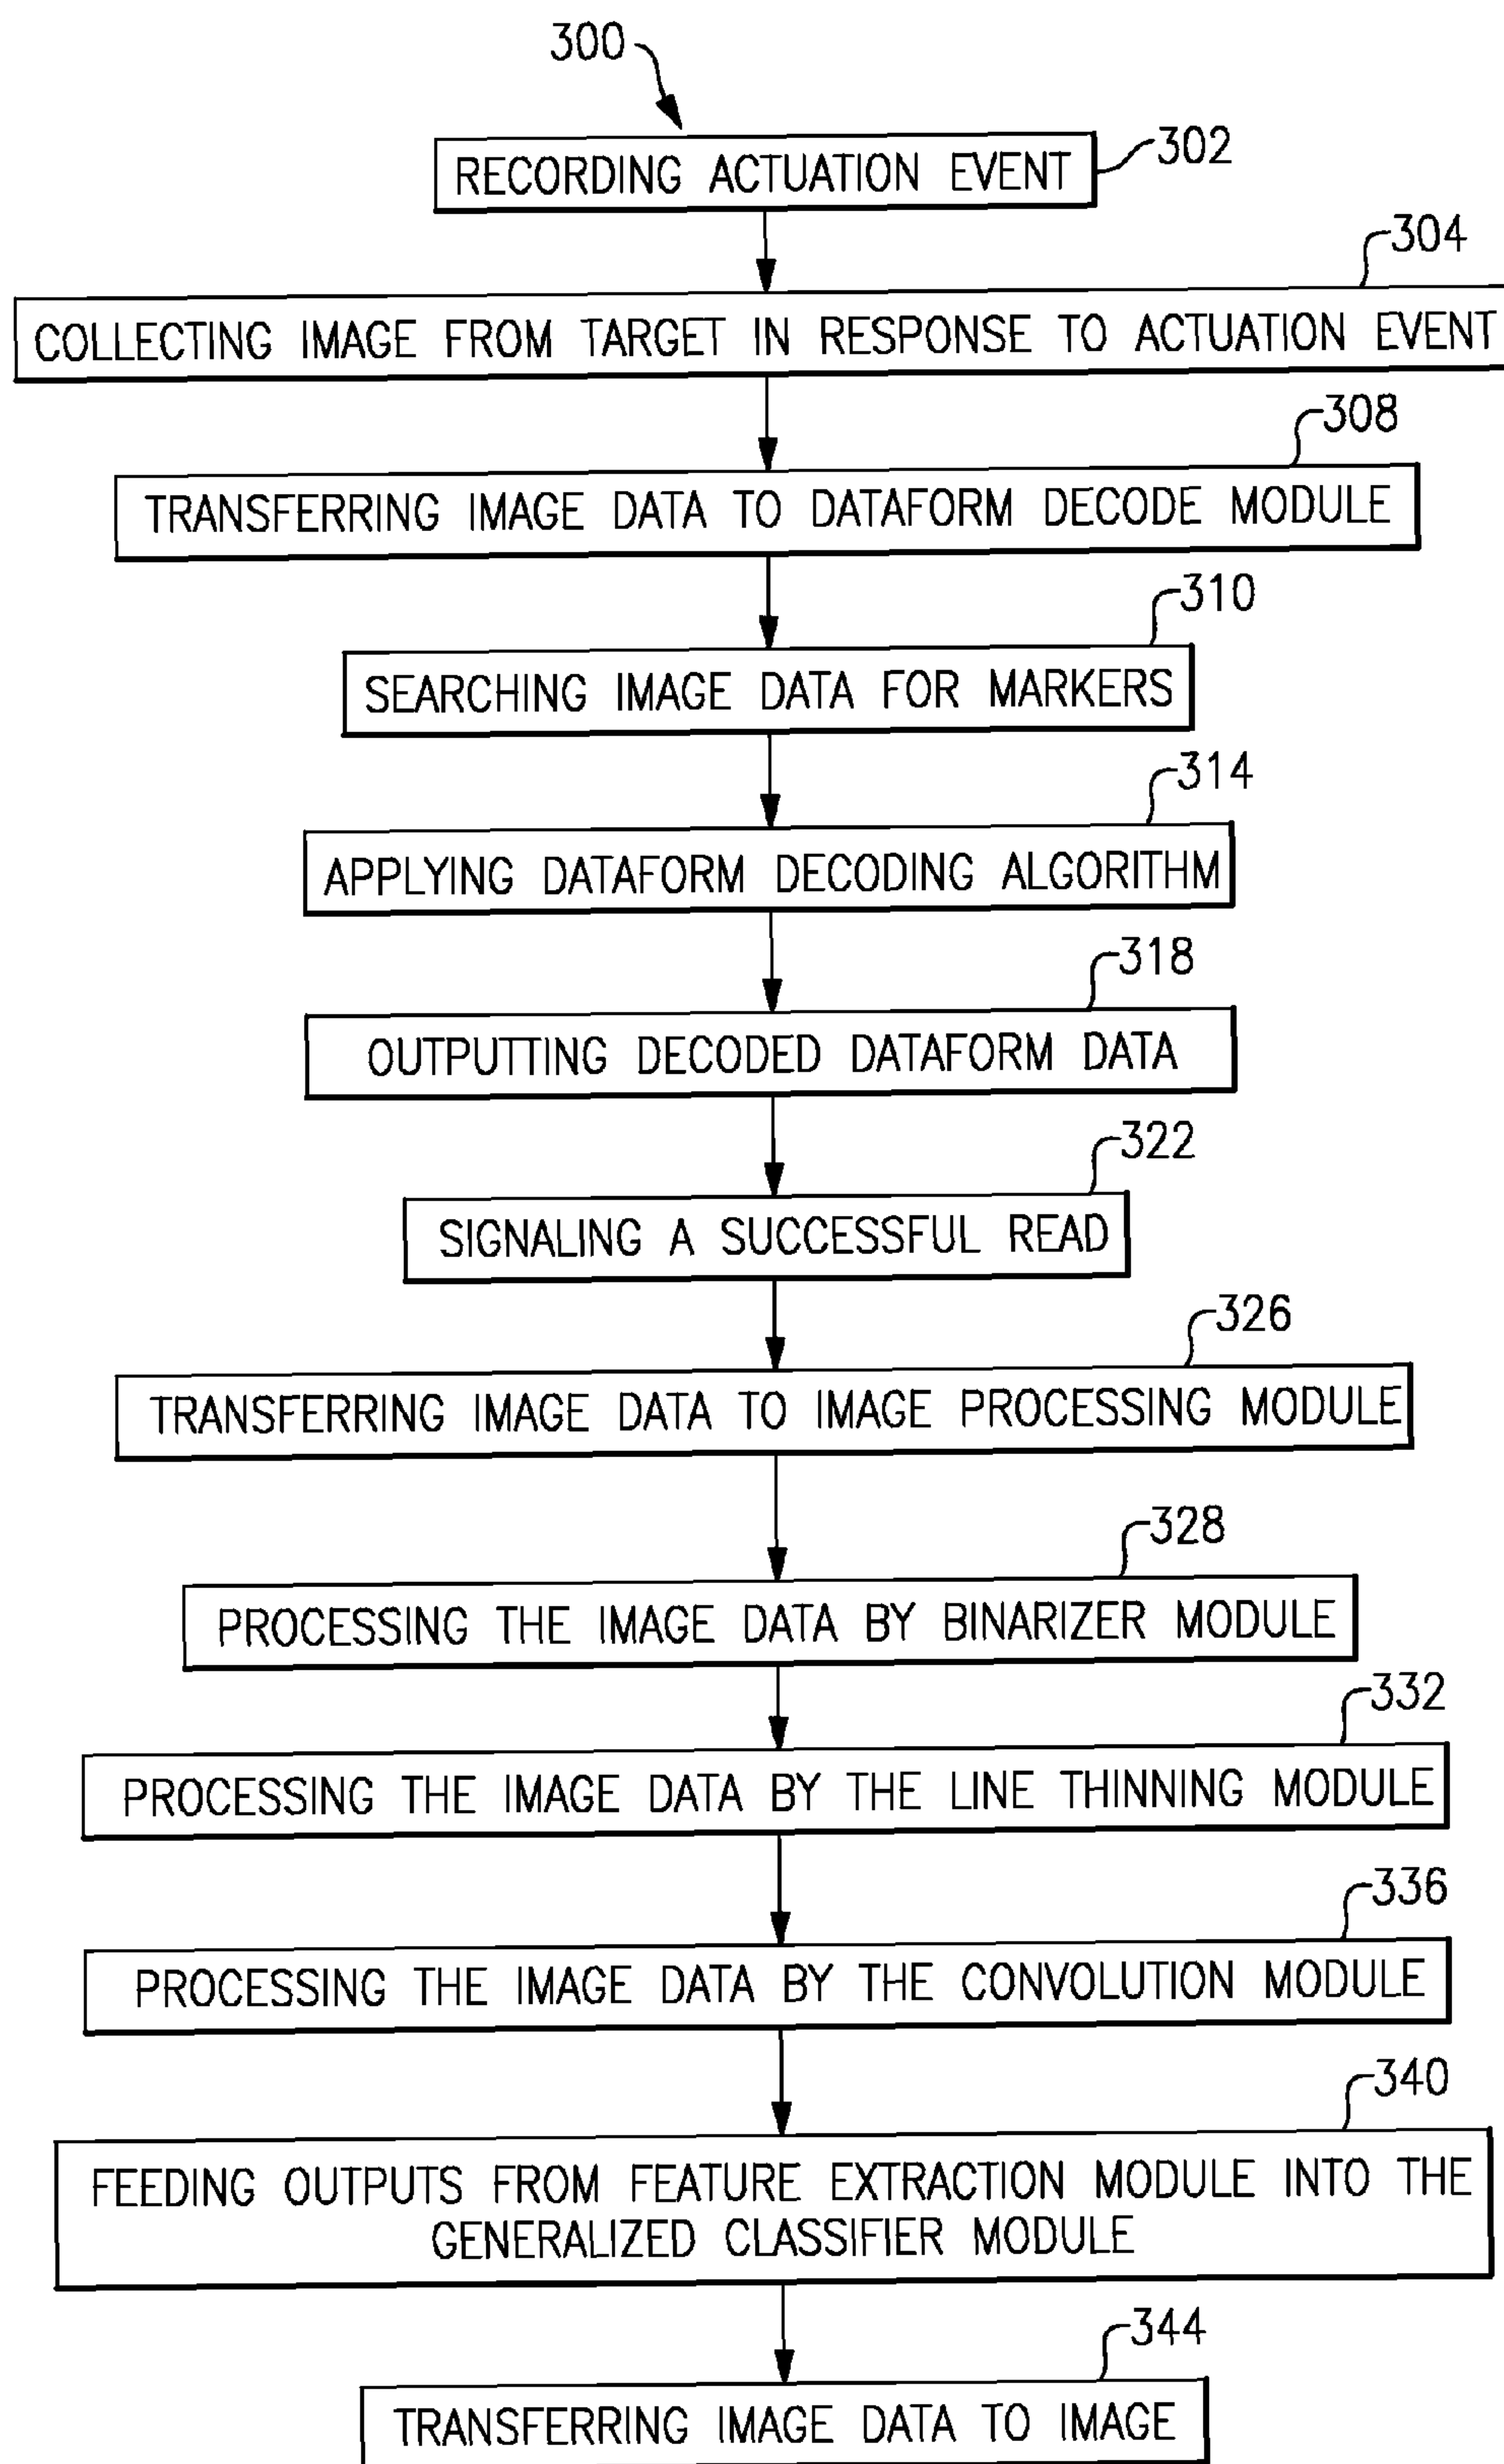 300
RECORDING ACTUATION EVENT
302
304
COLLECTING IMAGE FROM TARGET IN RESPONSE TO ACTUATION EVENT
308
TRANSFERRING IMAGE DATA TO DATAFORM DECODE MODULE
310
SEARCHING IMAGE DATA FOR MARKERS
314
APPLYING DATAFORM DECODING ALGORITHM
318
OUTPUTTING DECODED DATAFORM DATA
322
SIGNALING A SUCCESSFUL READ
326
TRANSFERRING IMAGE DATA TO IMAGE PROCESSING MODULE
328
PROCESSING THE IMAGE DATA BY BINARIZER MODULE
332
PROCESSING THE IMAGE DATA BY THE LINE THINNING MODULE
336
PROCESSING THE IMAGE DATA BY THE CONVOLUTION MODULE
340
FEEDING OUTPUTS FROM FEATURE EXTRACTION MODULE INTO THE
GENERALIZED CLASSIFIER MODULE
344
TRANSFERRING IMAGE DATA TO IMAGE